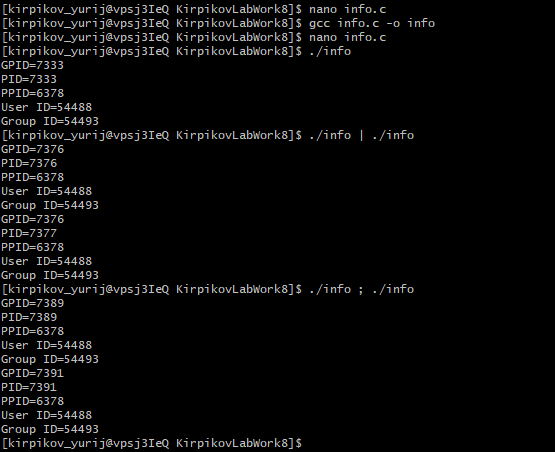 [kirpikov_yurij@vpsj3IeQ KirpikovLabWork8]$ nano info.c
[kirpikov_yurij@vpsj3IeQ KirpikovLabWork8]$ gcc info.c -o info
[kirpikov_yurij@vpsj3IeQ KirpikovLabWork8]$ nano info.c
[kirpikov_yurij@vpsj3IeQ KirpikovLabWork8]$ ./info
GPID=7333
PID=7333
PPID=6378
User ID=54488
Group ID=54493
[kirpikov_yurij@vpsj3IeQ KirpikovLabWork8]$ ./info | ./info
GPID=7376
PID=7376
PPID=6378
User ID=54488
Group ID=54493
GPID=7376
PID=7377
PPID=6378
User ID=54488
Group ID=54493
[kirpikov_yurij@vpsj3IeQ KirpikovLabWork8]$ ./info ; ./info
GPID=7389
PID=7389
PPID=6378
User ID=54488
Group ID=54493
GPID=7391
PID=7391
PPID=6378
User ID=54488
Group ID=54493
[kirpikov_yurij@vpsj3IeQ KirpikovLabWork8]$